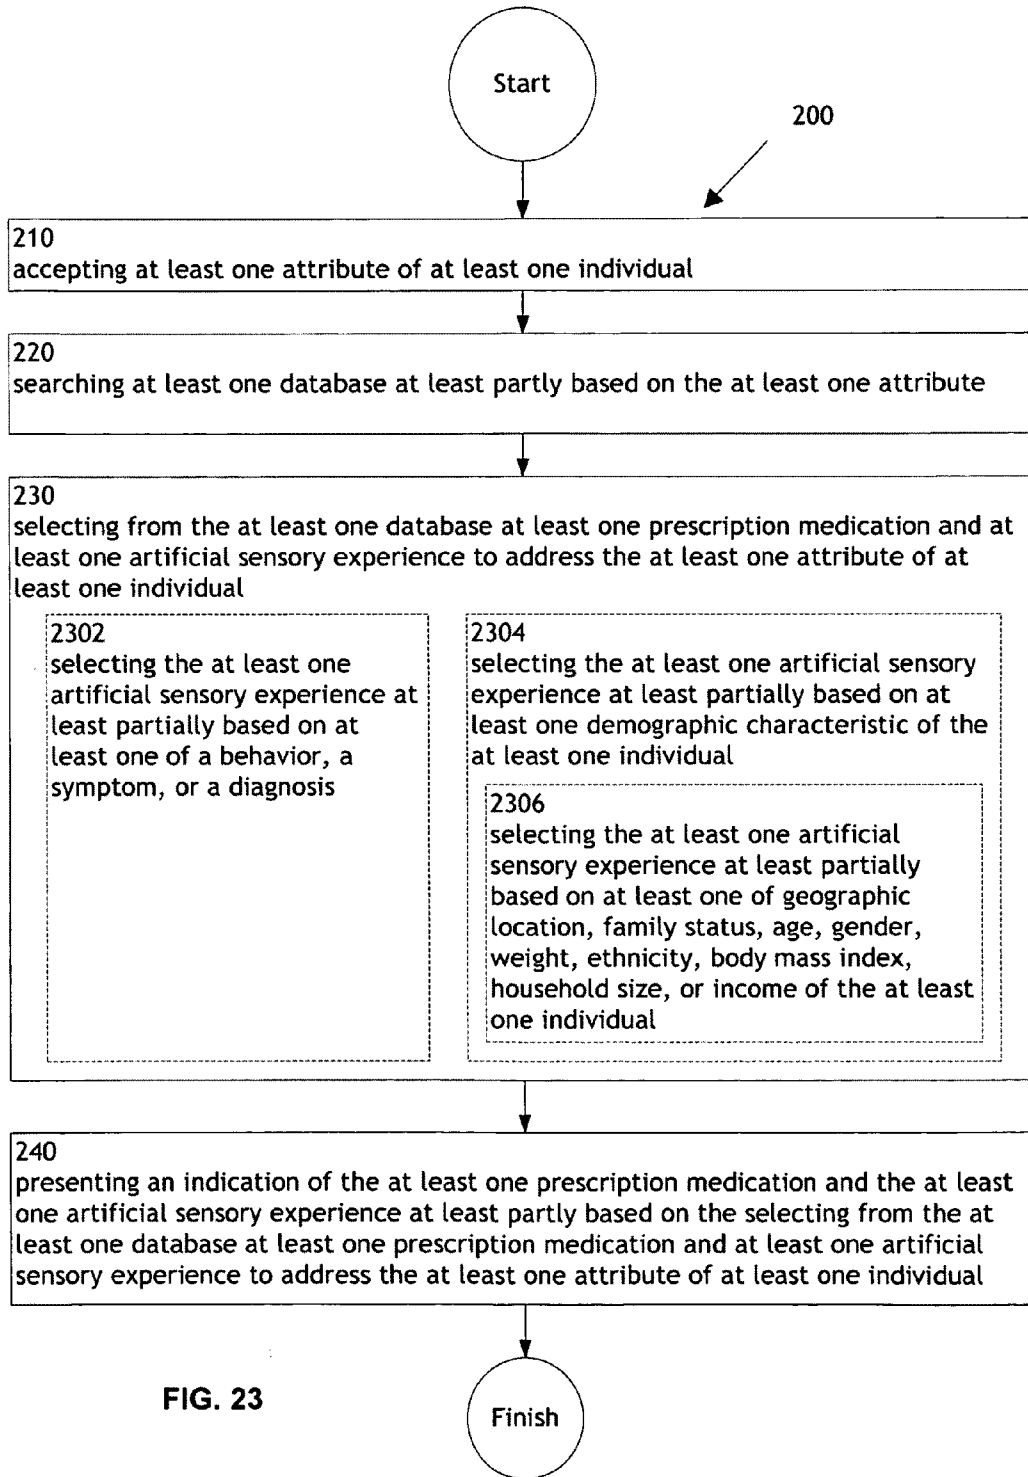 Start
200
210
accepting at least one attribute of at least one individual
220
searching at least one database at least partly based on the at least one attribute
230
selecting from the at least one database at least one prescription medication and at
least one artificial sensory experience to address the at least one attribute of at
least one individual
2302
selecting the at least one
artificial sensory experience at
least partially based on at
least one of a behavior, a
symptom, or a diagnosis
2304
selecting the at least one artificial sensory
experience at least partially based on at
least one demographic characteristic of the
at least one individual
2306
selecting the at least one artificial
sensory experience at least partially
based on at least one of geographic
location, family status, age, gender,
weight, ethnicity, body mass index,
household size, or income of the at least
one individual
240
presenting an indication of the at least one prescription medication and the at least
one artificial sensory experience at least partly based on the selecting from the at
least one database at least one prescription medication and at least one artificial
sensory experience to address the at least one attribute of at least one individual
FIG. 23
Finish